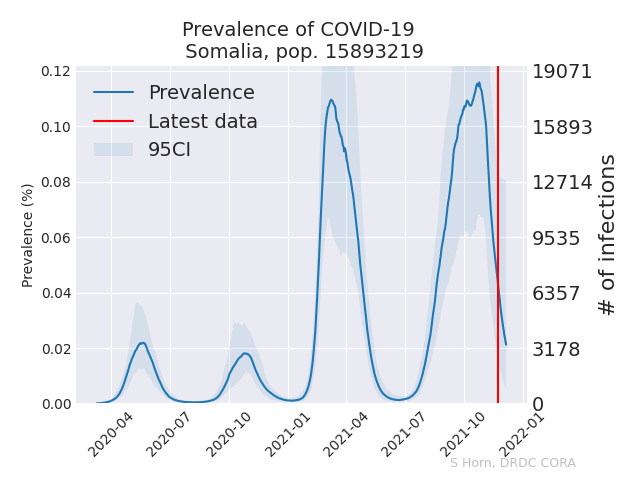 Prevalence of COVID-19
Somalia, pop. 15893219
Prevalence
Latest data
95CI
Prevalence (%)
0.12
0.10
0.08
0.06
0.04
0.02
0.00
19071
15893
12714
9535
6357
3178
0
# of infections
2020-04
2020-07
2020-10
2021-01
2021-04
2021-07
2021-10
2022-01
S Horn, DRDC CORA